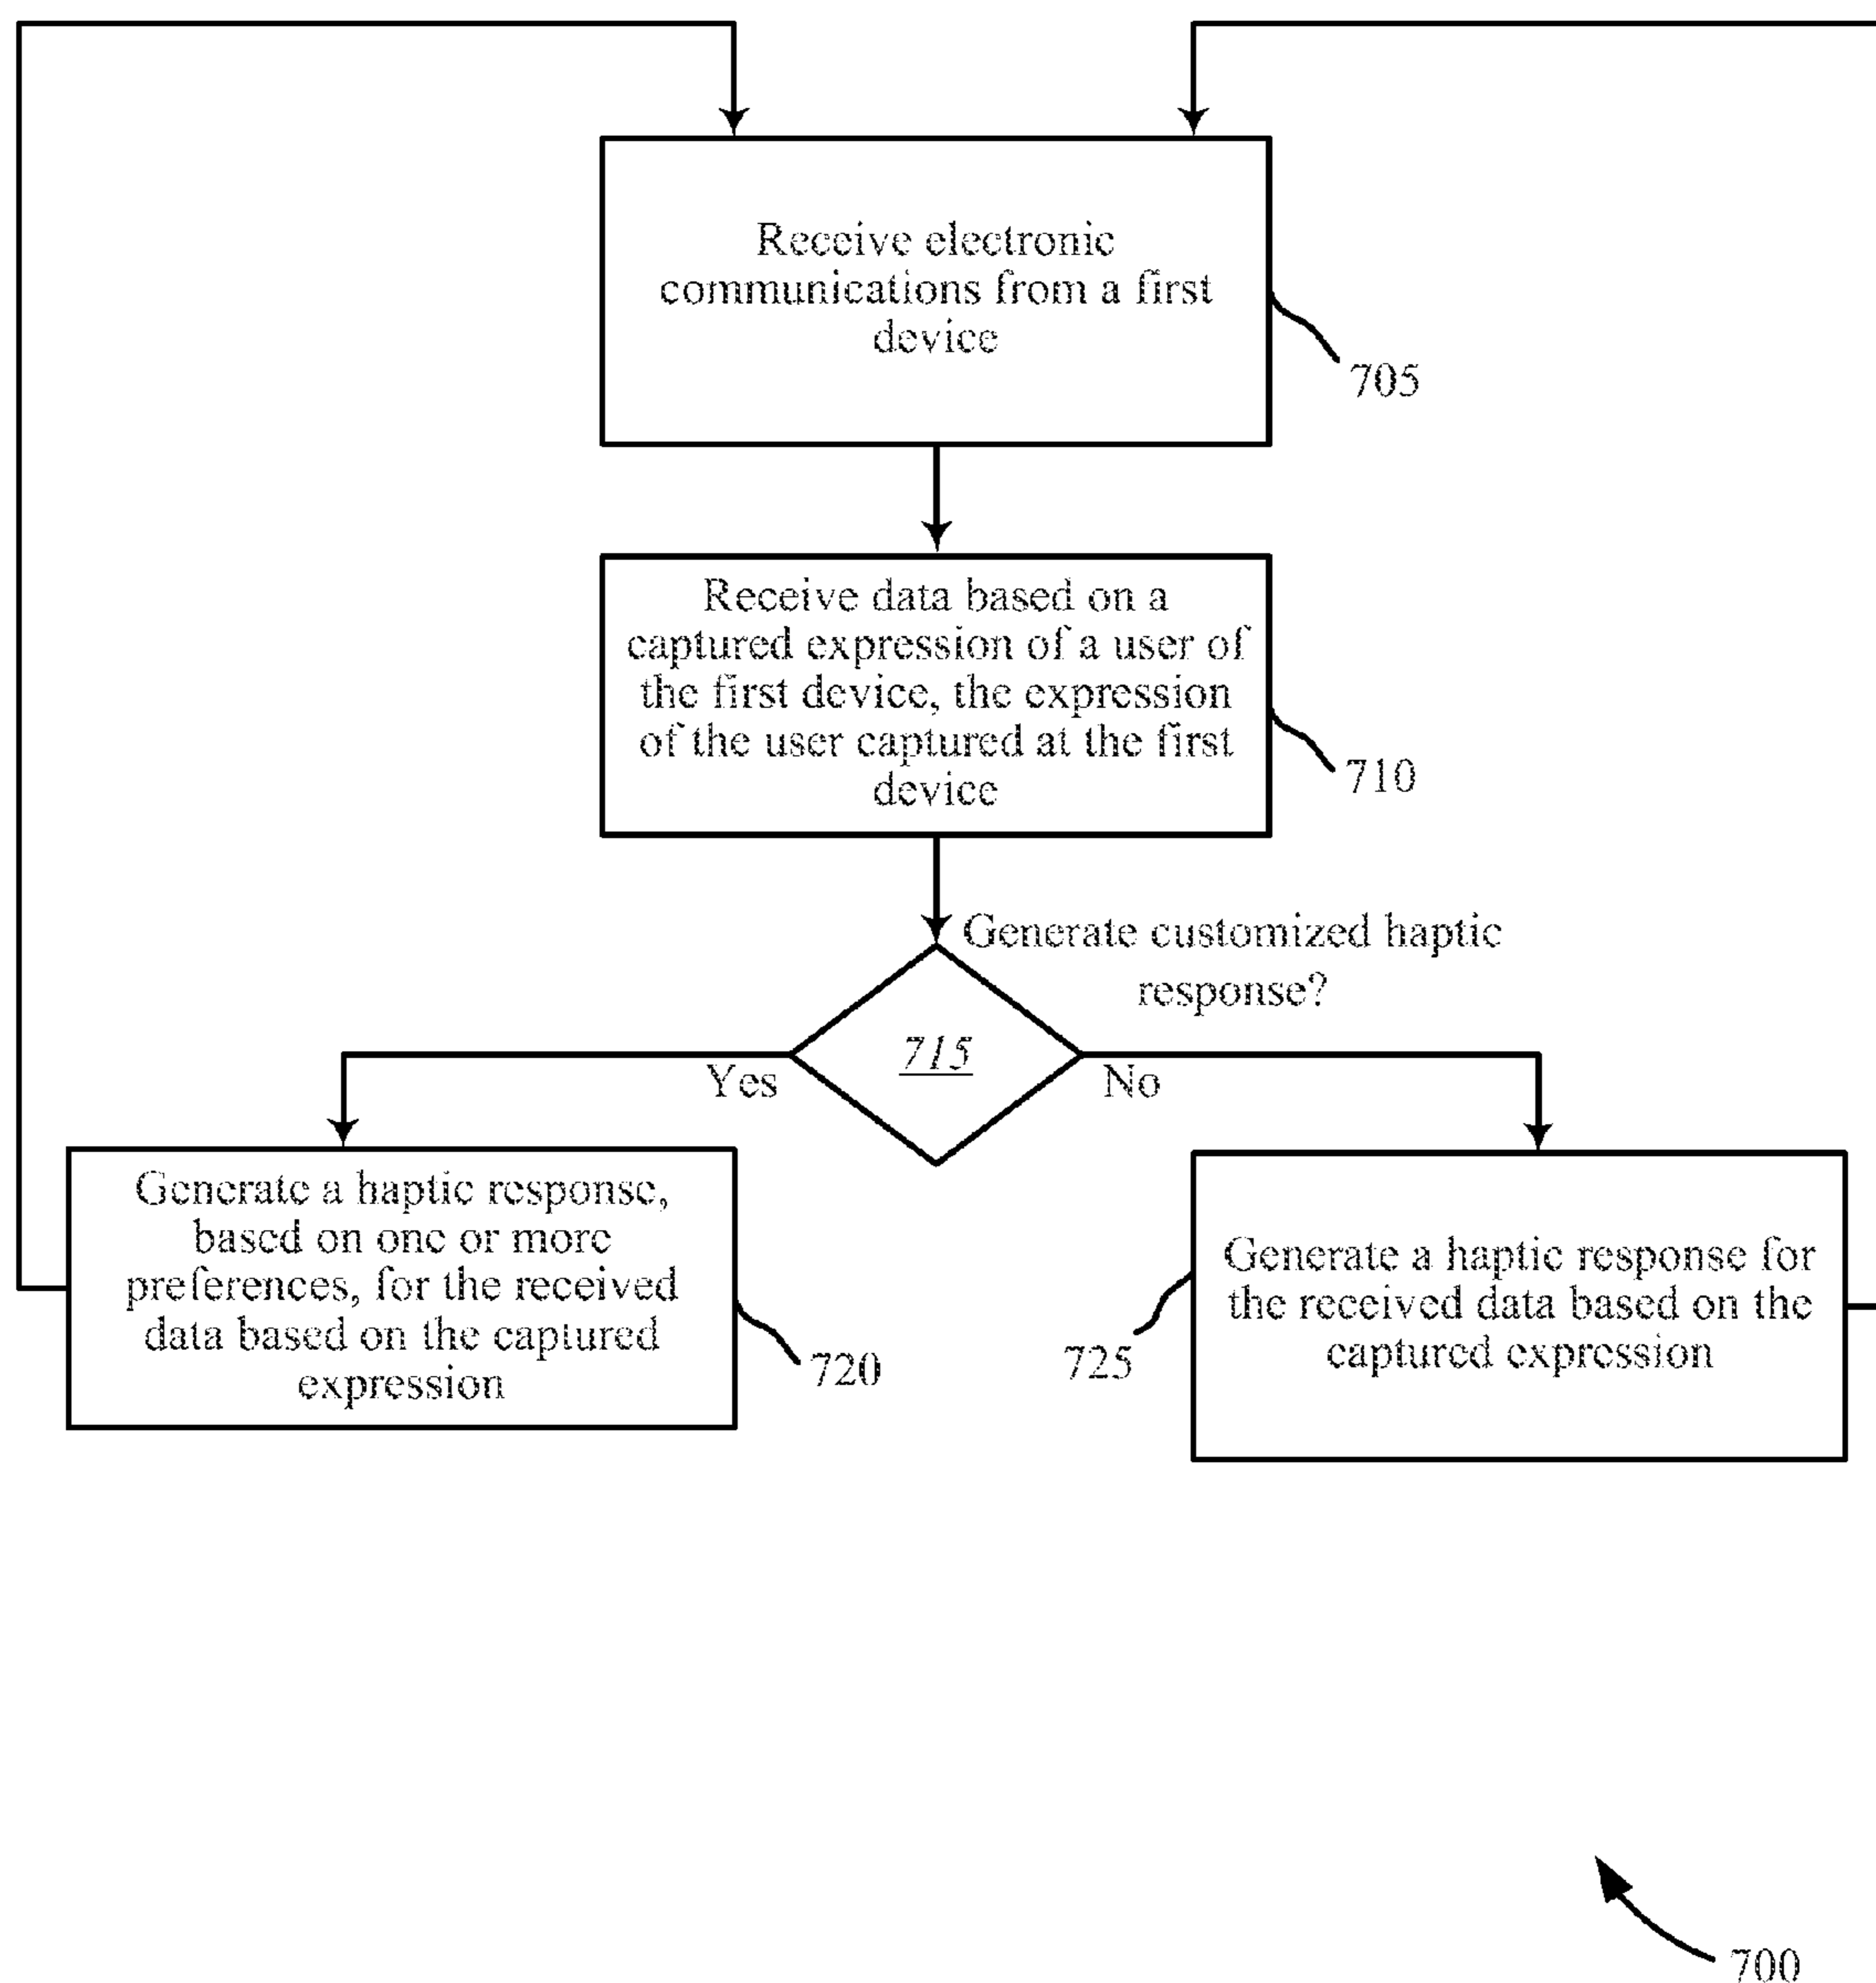 Receive electronic
communications from a first
device
705
Receive data based on a
captured expression of a user of
the first device, the expression
of the user captured at the first
device
710
Generate customized haptic
response?
715
Yes
No
Generate a haptic response,
based on one or more
preferences, for the received
data based on the captured
expression
720
Generate a haptic response for
the received data based on the
captured expression
725
700